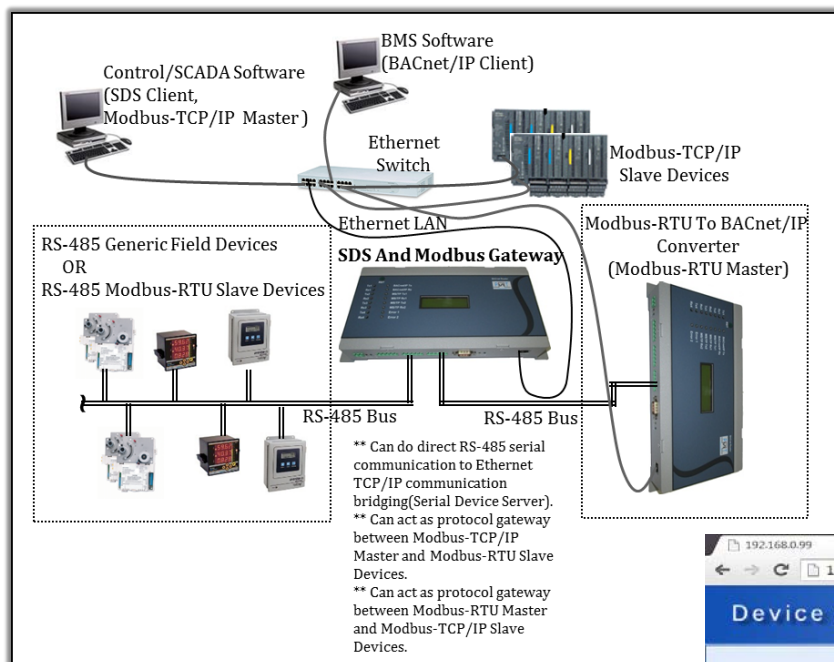 BMS Software
(BACnet/IP Client)
Control/SCADA Software
(SDS Client,
Modbus-TCP/IP Master )
Ethernet
Switch
Modbus-TCP/IP
Slave Devices
Ethernet LAN
Modbus-RTU To BACnet/IP
Converter
(Modbus-RTU Master)
RS-485 Generic Field Devices
OR
RS-485 Modbus-RTU Slave Devices
SDS And Modbus Gateway
RS-485 Bus
RS-485 Bus
** Can do direct RS-485 serial
communication to Ethernet
TCP/IP communication
bridging(Serial Device Server).
** Can act as protocol gateway
between Modbus-TCP/IP
Master and Modbus-RTU Slave
Devices.
** Can act as protocol gateway
between Modbus-RTU Master
and Modbus-TCP/IP Slave
Devices.
192.168.0.99
1
Device